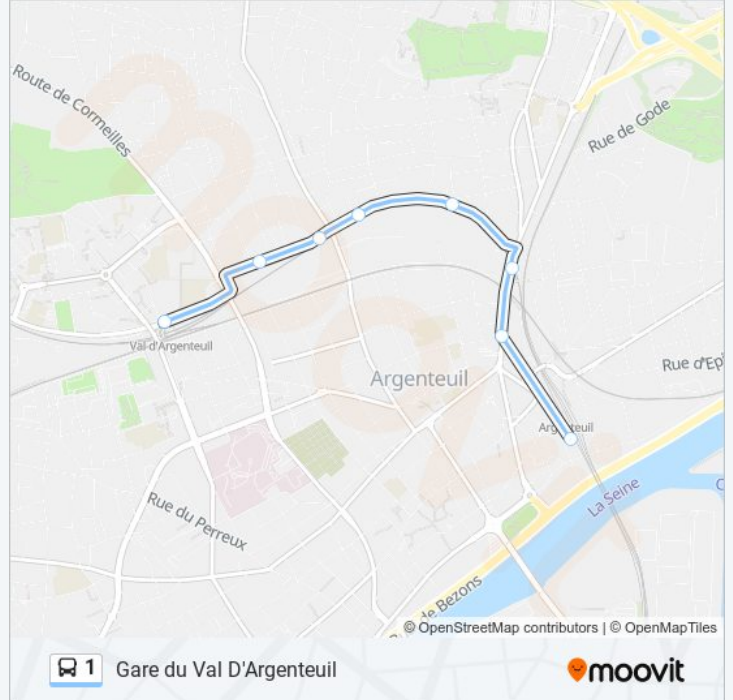 Route de Cormeilles
Rue de Gode
Val d'Argenteuil
Argenteuil
Rue d'Epi
Argenteuil
La Seine
Rue du Perreux
de Bezons
© OpenStreetMap contributors | © OpenMapTiles
1 Gare du Val D'Argenteuil
moovit